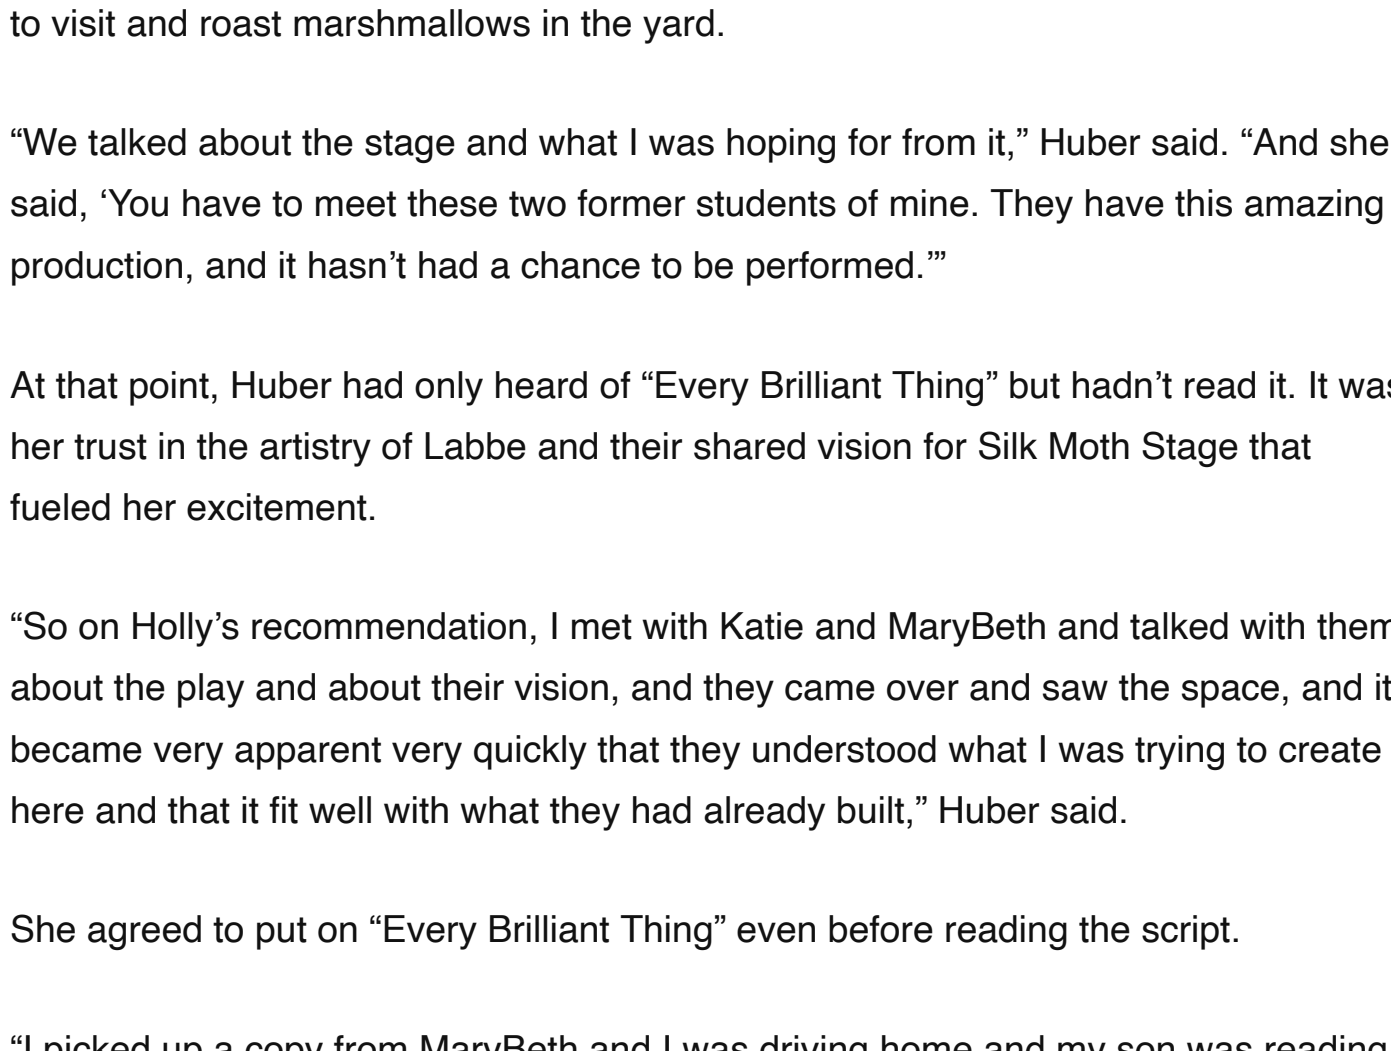 to visit and roast marshmallows in the yard.
“We talked about the stage and what I was hoping for from it,” Huber said. “And she
said, ‘You have to meet these two former students of mine. They have this amazing
production, and it hasn’t had a chance to be performed.’”
At that point, Huber had only heard of “Every Brilliant Thing” but hadn’t read it. It was
her trust in the artistry of Labbe and their shared vision for Silk Moth Stage that
fueled her excitement.
“So on Holly’s recommendation, I met with Katie and MaryBeth and talked with them
about the play and about their vision, and they came over and saw the space, and it
became very apparent very quickly that they understood what I was trying to create
here and that it fit well with what they had already built,” Huber said.
She agreed to put on “Every Brilliant Thing” even before reading the script.
“I picked up a copy from MaryBeth and I was driving home and my son was reading